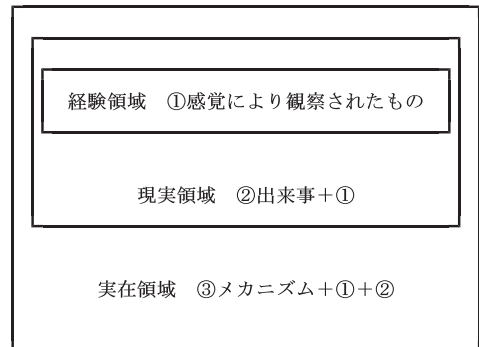 経験領域　①感覚により観察されたもの
現実領域　②出来事＋①
実在領域　③メカニズム＋①＋②